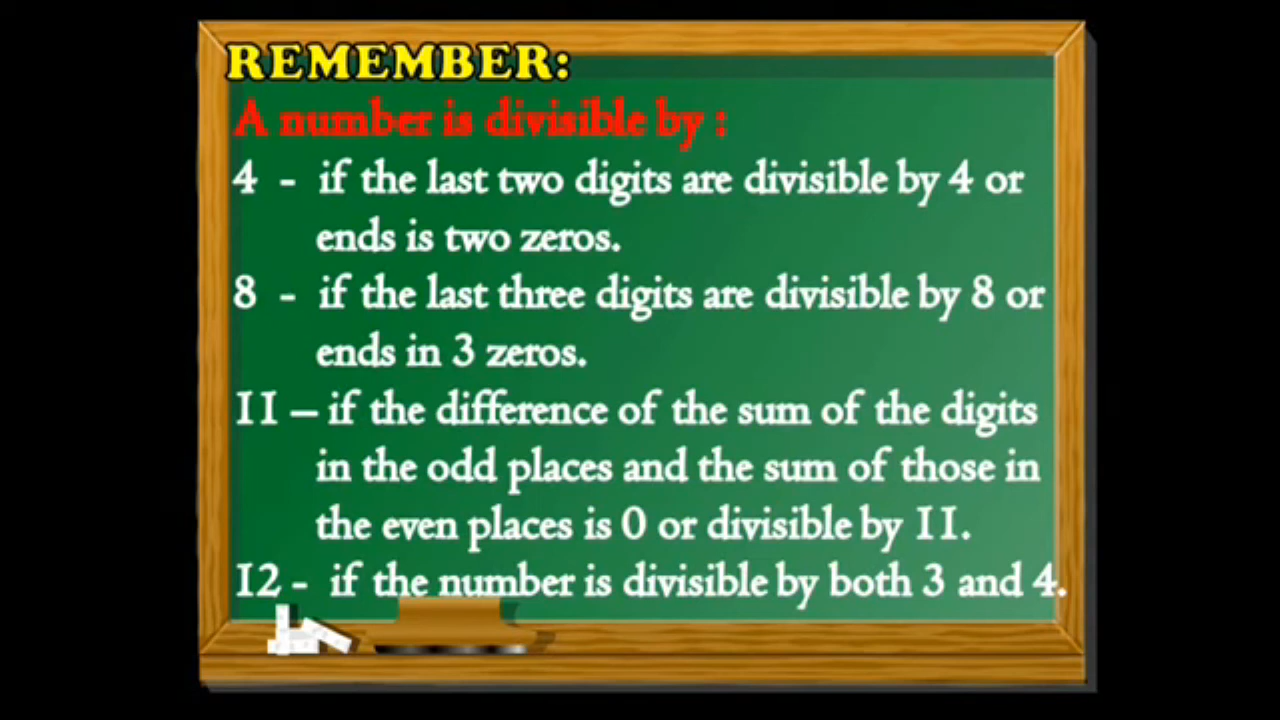 REMEMBER:
A number is divisible by :
4 - if the last two digits are divisible by 4 or
ends is two zeros.
8 - if the last three digits are divisible by 8 or
ends in 3 zeros.
11 – if the difference of the sum of the digits
in the odd places and the sum of those in
the even places is 0 or divisible by 11.
12 - if the number is divisible by both 3 and 4.